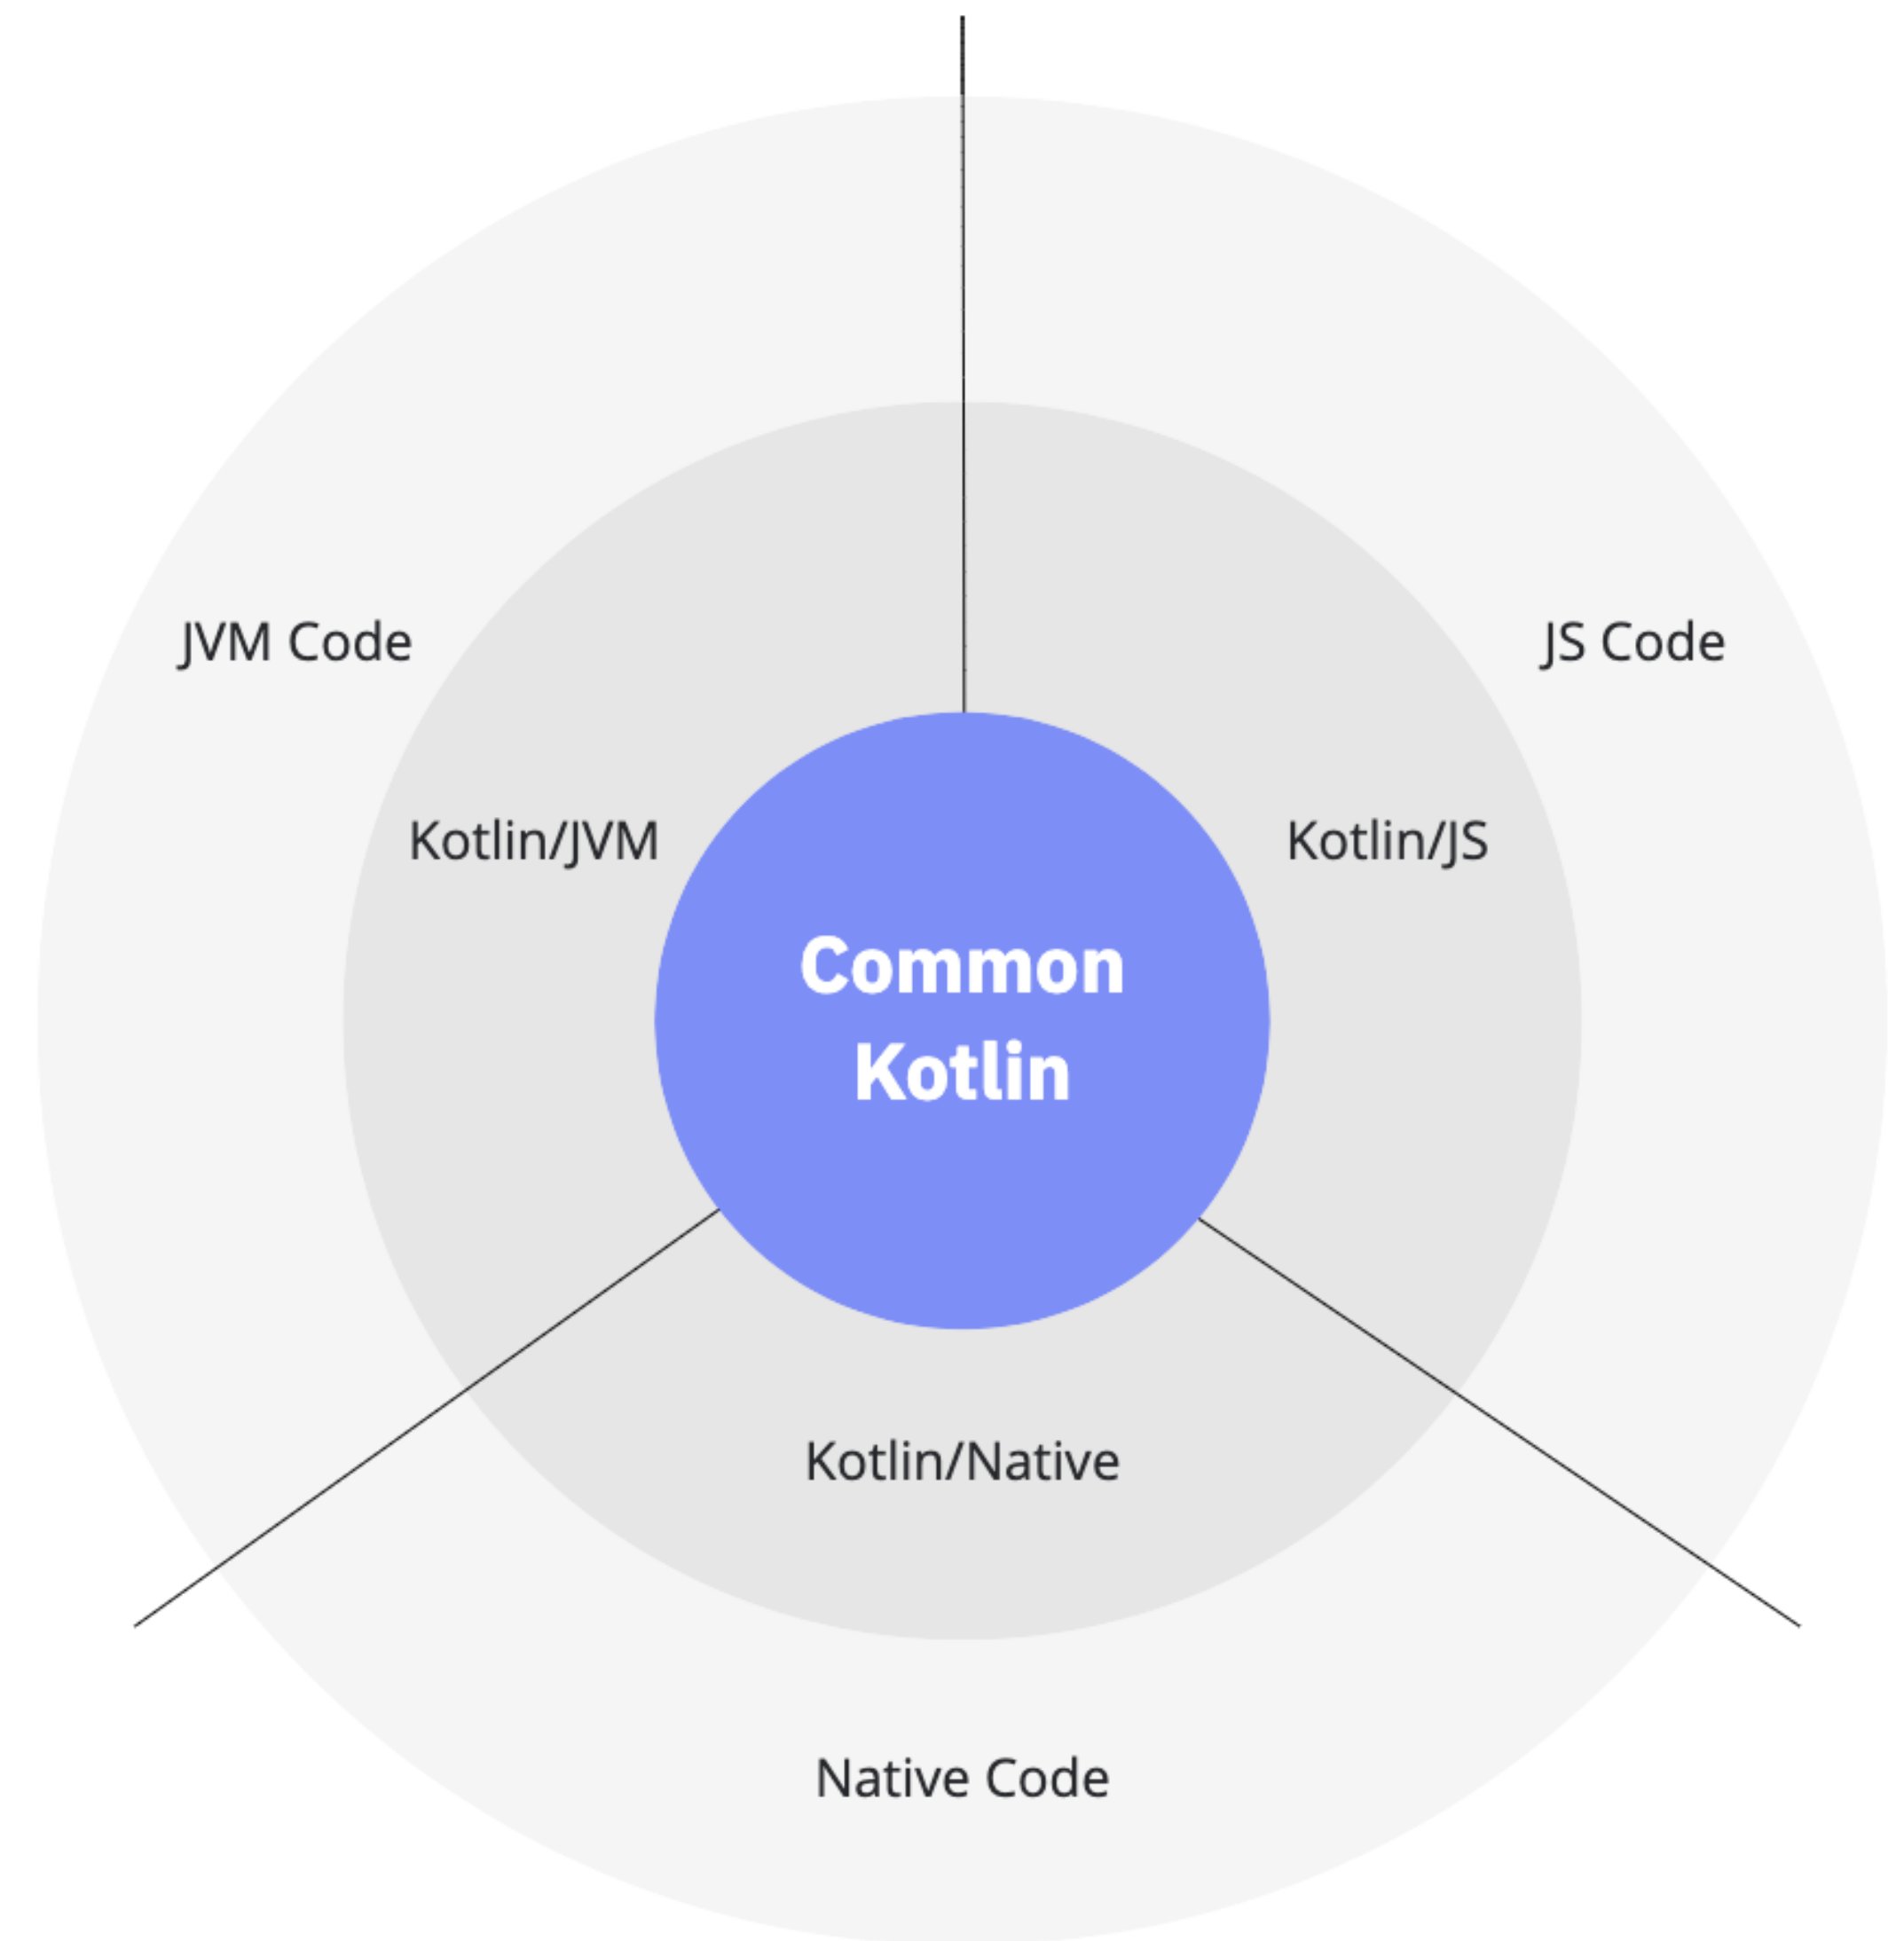 JVM Code
JS Code
Kotlin/JVM
Kotlin/JS
Common
Kotlin
Kotlin/Native
Native Code